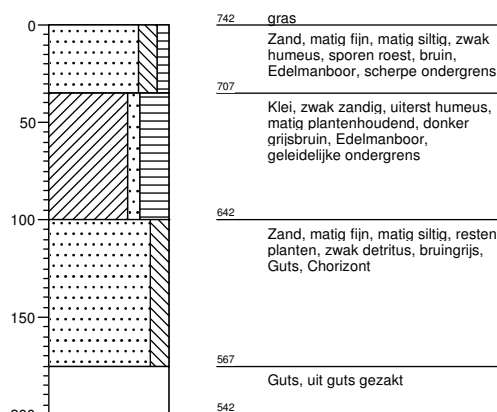 0
742 gras
Zand, matig fijn, matig siltig, zwak
humeus, sporen roest, bruin,
Edelmanboor, scherpe ondergrens
707
Klei, zwak zandig, uiterst humeus,
matig plantenhoudend, donker
grijsbruin, Edelmanboor,
geleidelijke ondergrens
50
100
642
Zand, matig fijn, matig siltig, resten
planten, zwak detritus, bruingrijs,
Guts, Chorizont
150
567
Guts, uit guts gezakt
200
542